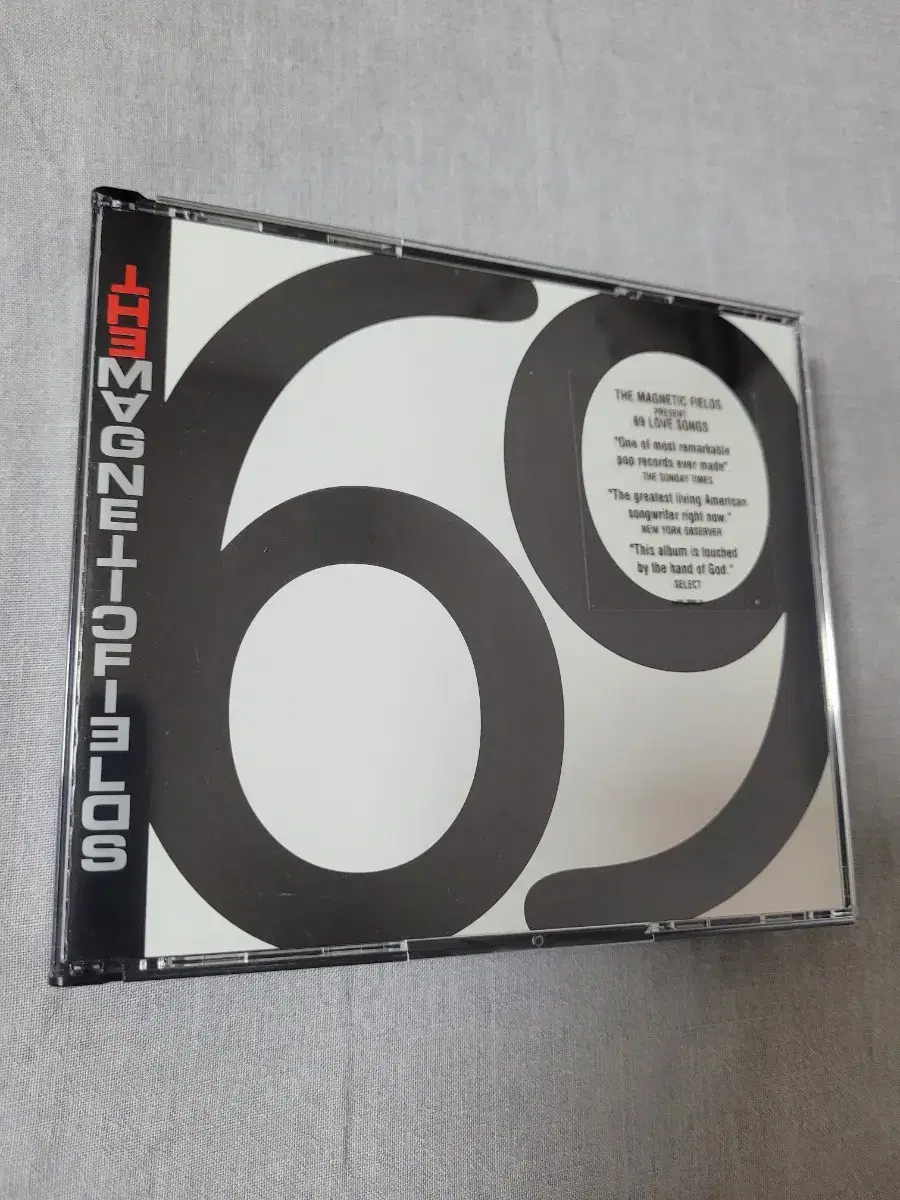 THE MAGNETIC FIELDS
69
THE MAGNETIC FIELDS
PRESENT
69 LOVE SONGS
"One of most remarkable
pop records ever made"
THE SUNDAY TIMES
"The greatest living American
songwriter right now."
NEW YORK OBSERVER
"This album is touched
by the hand of God."
SELECT